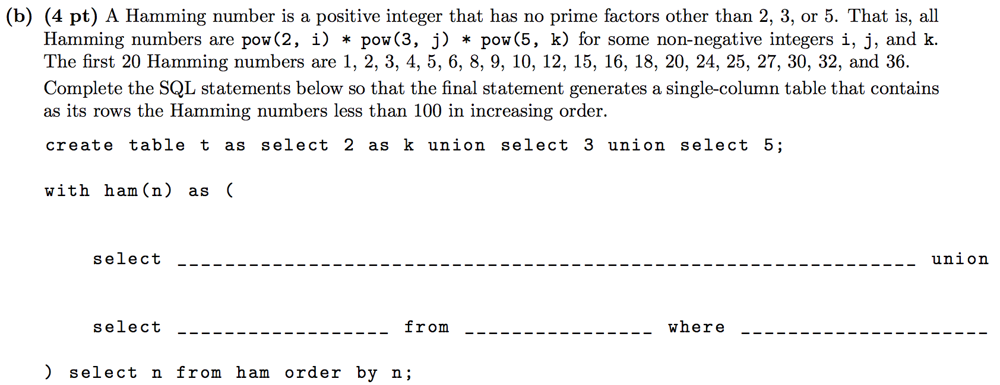 (b) (4 pt) A Hamming number is a positive integer that has no prime factors other than 2, 3, or 5. That is, all
Hamming numbers are pow(2, i) * pow(3, j) * pow(5, k) for some non-negative integers i, j, and k.
The first 20 Hamming numbers are 1, 2, 3, 4, 5, 6, 8, 9, 10, 12, 15, 16, 18, 20, 24, 25, 27, 30, 32, and 36.
Complete the SQL statements below so that the final statement generates a single-column table that contains
as its rows the Hamming numbers less than 100 in increasing order.
create table t as select 2 as k union select 3 union select 5;
with ham(n) as (
select ______________________________________________________________ union
select __________________ from ________________ where _____________________
) select n from ham order by n;